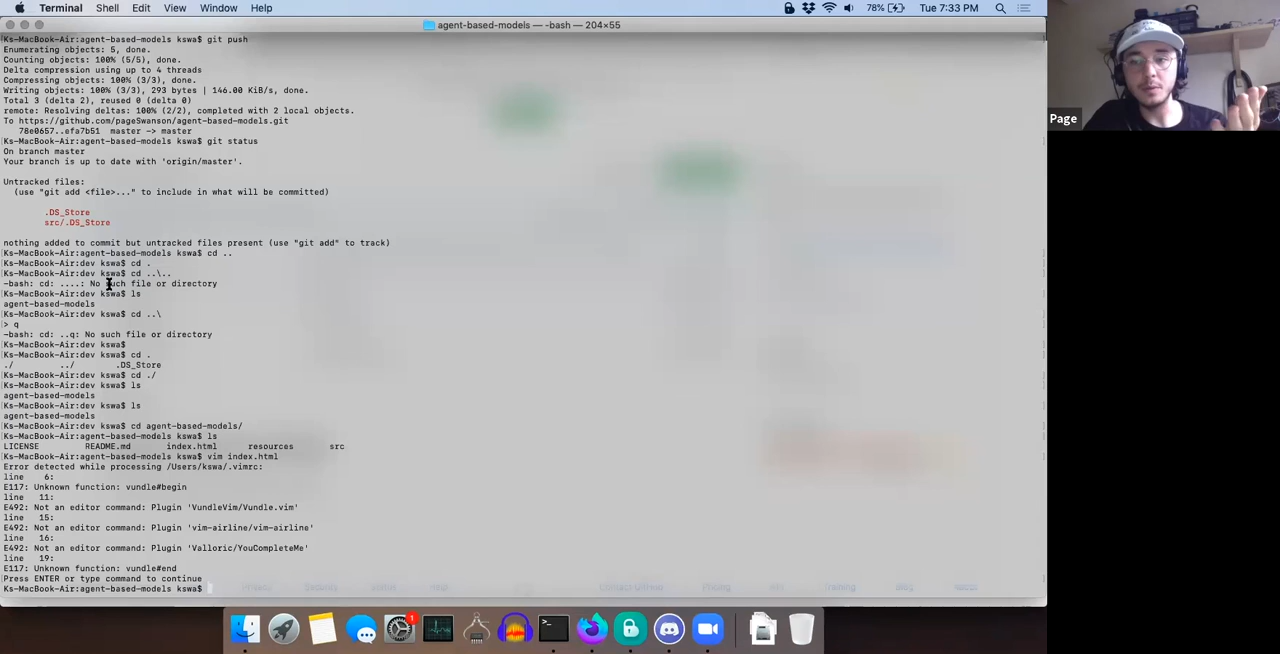 Terminal Shell Edit View Window Help 78% Tue 7:33 PM
agent-based-models — -bash — 204×55
Ks-MacBook-Air:agent-based-models kswa$ git push
Enumerating objects: 5, done.
Counting objects: 100% (5/5), done.
Delta compression using up to 4 threads
Compressing objects: 100% (3/3), done.
Writing objects: 100% (3/3), 293 bytes | 146.00 KiB/s, done.
Total 3 (delta 2), reused 0 (delta 0)
remote: Resolving deltas: 100% (2/2), completed with 2 local objects.
To https://github.com/pageSwanson/agent-based-models.git
78e0657..efa7b51 master -> master
Ks-MacBook-Air:agent-based-models kswa$ git status
On branch master
Your branch is up to date with 'origin/master'.
Untracked files:
(use "git add <file>..." to include in what will be committed)
.DS_Store
src/.DS_Store
nothing added to commit but untracked files present (use "git add" to track)
Ks-MacBook-Air:agent-based-models kswa$ cd ..
Ks-MacBook-Air:dev kswa$ cd .
Ks-MacBook-Air:dev kswa$ cd ..\..
-bash: cd: ....: No such file or directory
Ks-MacBook-Air:dev kswa$ ls
agent-based-models
Ks-MacBook-Air:dev kswa$ cd ..\
> q
-bash: cd: ..q: No such file or directory
Ks-MacBook-Air:dev kswa$
Ks-MacBook-Air:dev kswa$ cd .
./ ../ .DS_Store
Ks-MacBook-Air:dev kswa$ cd ./
Ks-MacBook-Air:dev kswa$ ls
agent-based-models
Ks-MacBook-Air:dev kswa$ ls
agent-based-models
Ks-MacBook-Air:dev kswa$ cd agent-based-models/
Ks-MacBook-Air:agent-based-models kswa$ ls
LICENSE README.md index.html resources src
Ks-MacBook-Air:agent-based-models kswa$ vim index.html
Error detected while processing /Users/kswa/.vimrc:
line 6:
E117: Unknown function: vundle#begin
line 11:
E492: Not an editor command: Plugin 'VundleVim/Vundle.vim'
line 15:
E492: Not an editor command: Plugin 'vim-airline/vim-airline'
line 16:
E492: Not an editor command: Plugin 'Valloric/YouCompleteMe'
line 19:
E117: Unknown function: vundle#end
Press ENTER or type command to continue
Ks-MacBook-Air:agent-based-models kswa$
1
>_
Page